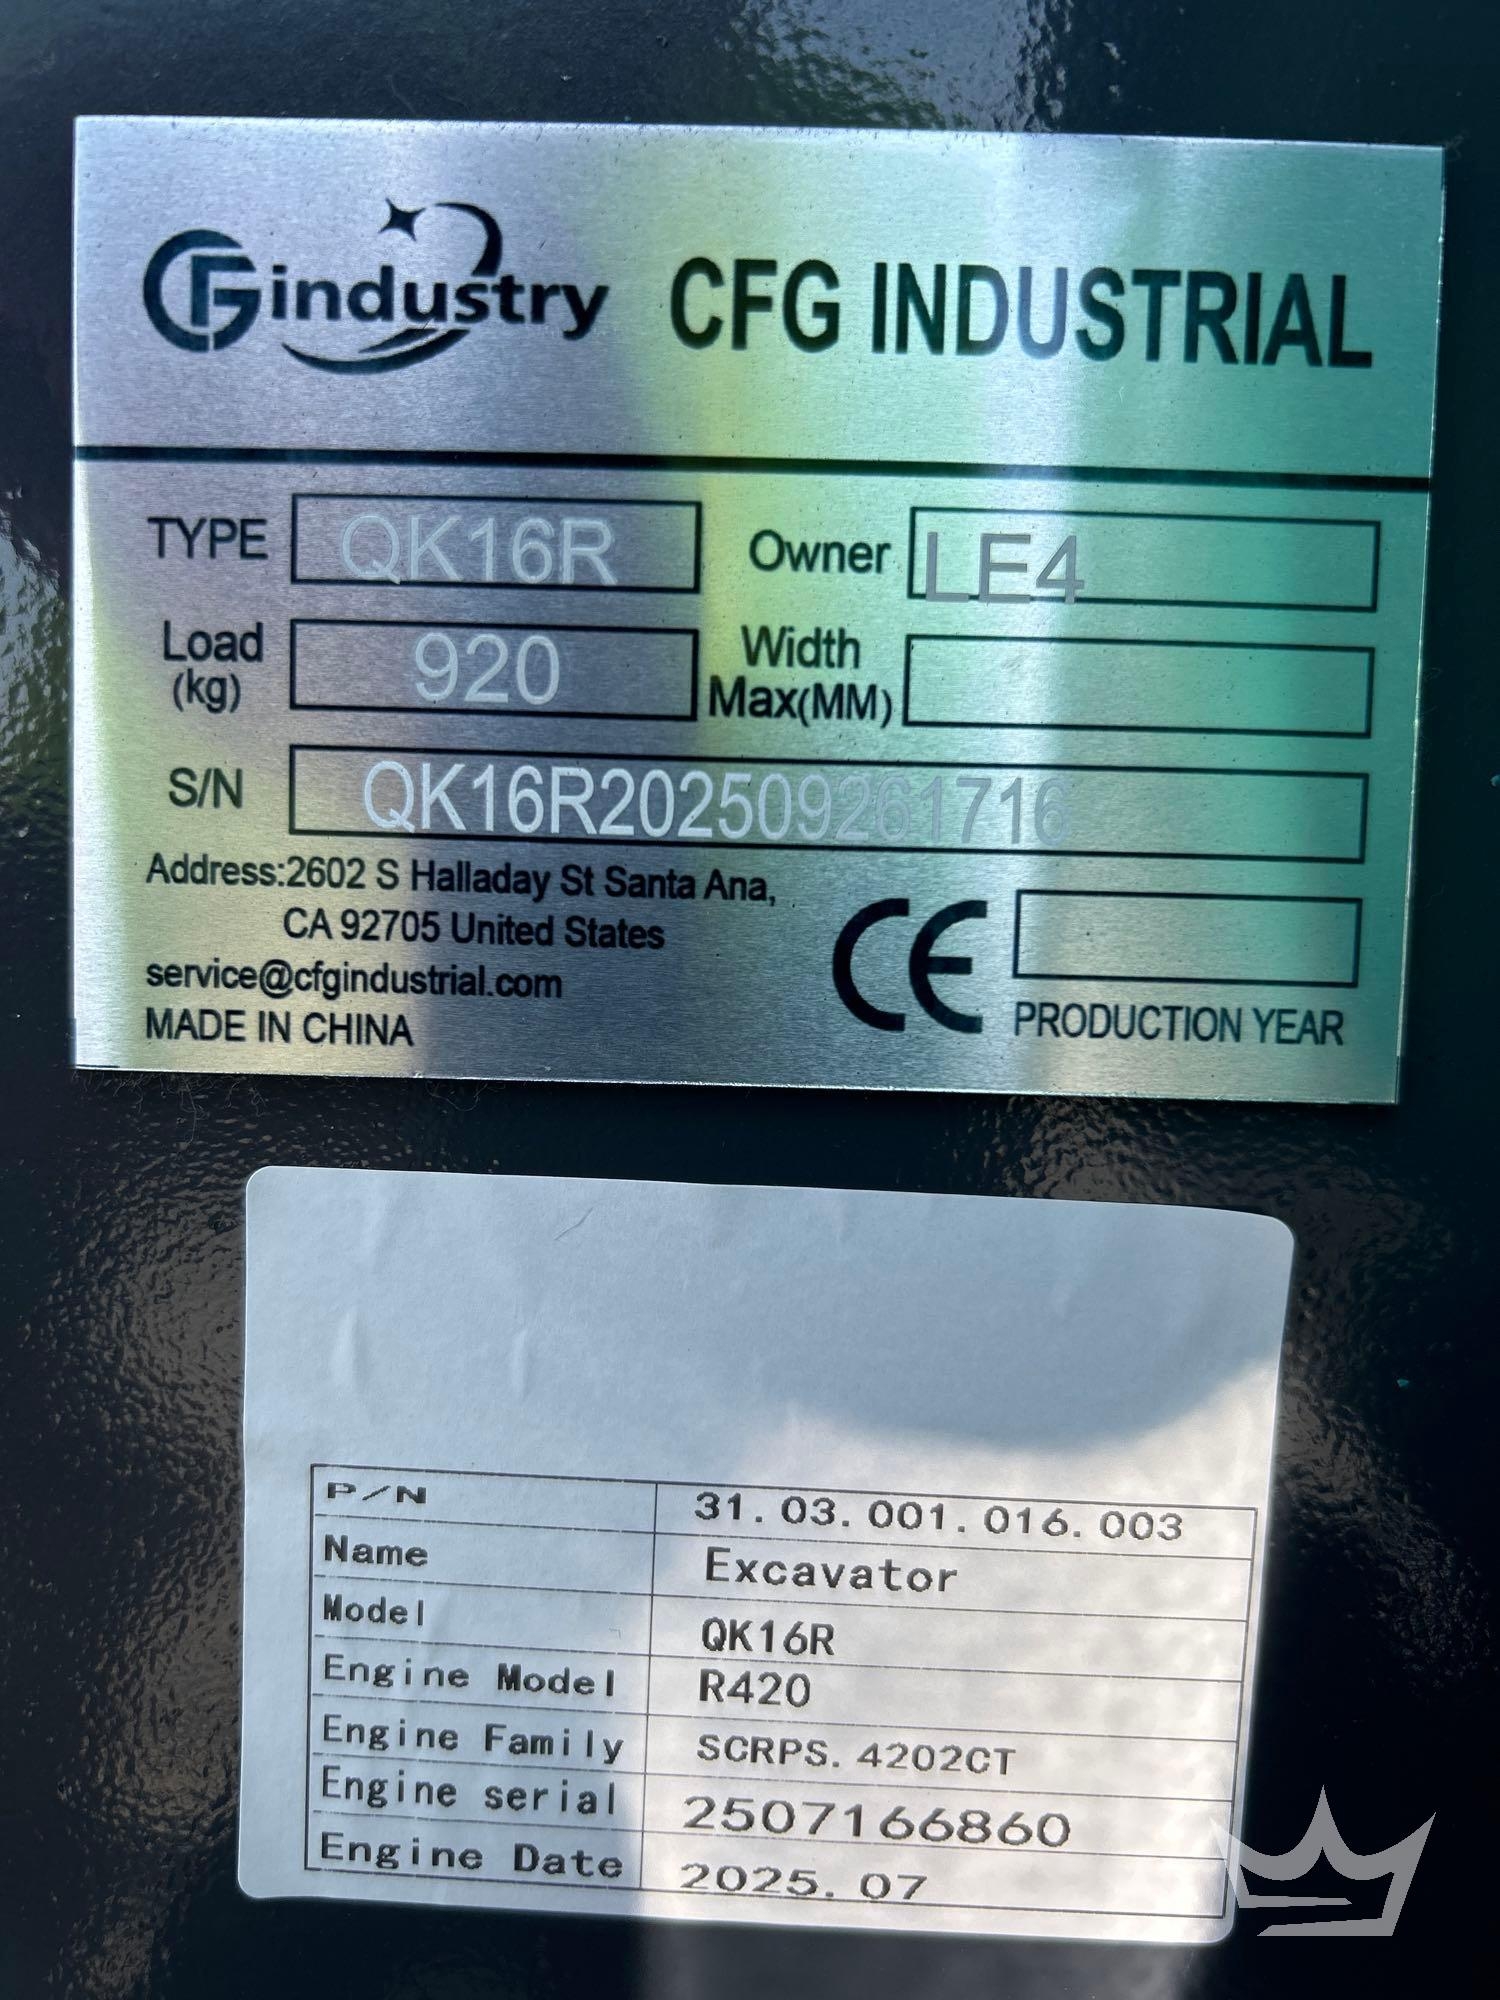 CFG industry CFG INDUSTRIAL
TYPE QK16R Owner LE4
Load (kg) 920 Width Max(MM)
S/N QK16R202509261716
Address:2602 S Halladay St Santa Ana,
CA 92705 United States
service@cfgindustrial.com
MADE IN CHINA
CE PRODUCTION YEAR
P/N 31.03.001.016.003
Name Excavator
Model QK16R
Engine Model R420
Engine Family SCRPS.4202CT
Engine serial 2507166860
Engine Date 2025.07